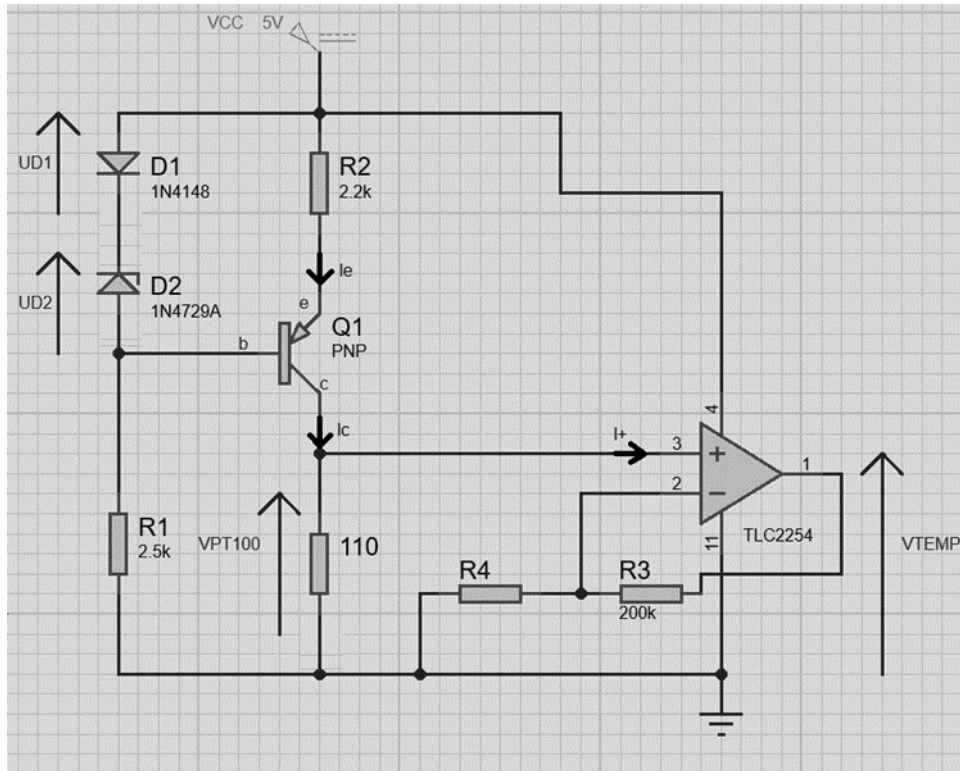 VCC 5V
UD1
D1
1N4148
R2
2.2k
Ie
UD2
D2
1N4729A
e
Q1
PNP
b
c
Ic
4
I+
3
+
1
2
−
R1
2.5k
VPT100
110
11
TLC2254
VTEMP
R4
R3
200k